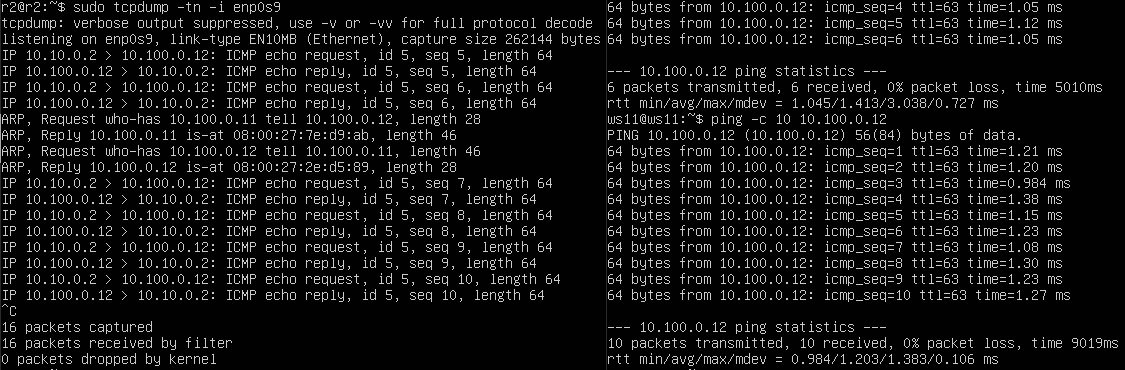 r2@r2:~$ sudo tcpdump -tn -i enp0s9
tcpdump: verbose output suppressed, use -v or -vv for full protocol decode
listening on enp0s9, link-type EN10MB (Ethernet), capture size 262144 bytes
IP 10.10.0.2 > 10.100.0.12: ICMP echo request, id 5, seq 5, length 64
IP 10.100.0.12 > 10.10.0.2: ICMP echo reply, id 5, seq 5, length 64
IP 10.10.0.2 > 10.100.0.12: ICMP echo request, id 5, seq 6, length 64
IP 10.100.0.12 > 10.10.0.2: ICMP echo reply, id 5, seq 6, length 64
ARP, Request who-has 10.100.0.11 tell 10.100.0.12, length 28
ARP, Reply 10.100.0.11 is-at 08:00:27:7e:d9:ab, length 46
ARP, Request who-has 10.100.0.12 tell 10.100.0.11, length 46
ARP, Reply 10.100.0.12 is-at 08:00:27:2e:d5:89, length 28
IP 10.10.0.2 > 10.100.0.12: ICMP echo request, id 5, seq 7, length 64
IP 10.100.0.12 > 10.10.0.2: ICMP echo reply, id 5, seq 7, length 64
IP 10.10.0.2 > 10.100.0.12: ICMP echo request, id 5, seq 8, length 64
IP 10.100.0.12 > 10.10.0.2: ICMP echo reply, id 5, seq 8, length 64
IP 10.10.0.2 > 10.100.0.12: ICMP echo request, id 5, seq 9, length 64
IP 10.100.0.12 > 10.10.0.2: ICMP echo reply, id 5, seq 9, length 64
IP 10.10.0.2 > 10.100.0.12: ICMP echo request, id 5, seq 10, length 64
IP 10.100.0.12 > 10.10.0.2: ICMP echo reply, id 5, seq 10, length 64
^C
16 packets captured
16 packets received by filter
0 packets dropped by kernel
64 bytes from 10.100.0.12: icmp_seq=4 ttl=63 time=1.05 ms
64 bytes from 10.100.0.12: icmp_seq=5 ttl=63 time=1.12 ms
64 bytes from 10.100.0.12: icmp_seq=6 ttl=63 time=1.05 ms
--- 10.100.0.12 ping statistics ---
6 packets transmitted, 6 received, 0% packet loss, time 5010ms
rtt min/avg/max/mdev = 1.045/1.413/3.038/0.727 ms
ws11@ws11:~$ ping -c 10 10.100.0.12
PING 10.100.0.12 (10.100.0.12) 56(84) bytes of data.
64 bytes from 10.100.0.12: icmp_seq=1 ttl=63 time=1.21 ms
64 bytes from 10.100.0.12: icmp_seq=2 ttl=63 time=1.20 ms
64 bytes from 10.100.0.12: icmp_seq=3 ttl=63 time=0.984 ms
64 bytes from 10.100.0.12: icmp_seq=4 ttl=63 time=1.38 ms
64 bytes from 10.100.0.12: icmp_seq=5 ttl=63 time=1.15 ms
64 bytes from 10.100.0.12: icmp_seq=6 ttl=63 time=1.23 ms
64 bytes from 10.100.0.12: icmp_seq=7 ttl=63 time=1.08 ms
64 bytes from 10.100.0.12: icmp_seq=8 ttl=63 time=1.30 ms
64 bytes from 10.100.0.12: icmp_seq=9 ttl=63 time=1.23 ms
64 bytes from 10.100.0.12: icmp_seq=10 ttl=63 time=1.27 ms
--- 10.100.0.12 ping statistics ---
10 packets transmitted, 10 received, 0% packet loss, time 9019ms
rtt min/avg/max/mdev = 0.984/1.203/1.383/0.106 ms